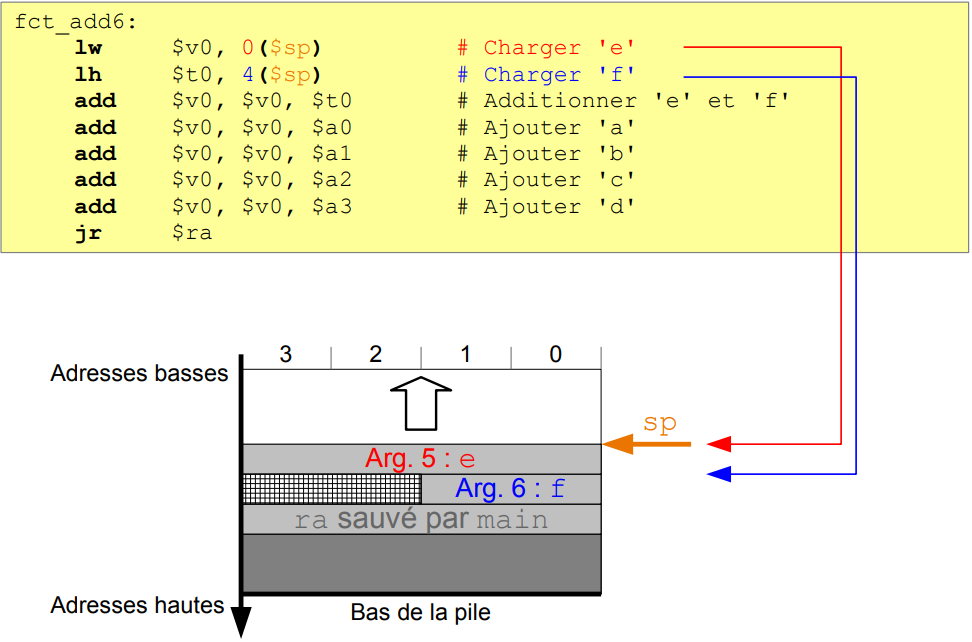 fct_add6:
lw $v0, 0($sp) # Charger 'e'
lh $t0, 4($sp) # Charger 'f'
add $v0, $v0, $t0 # Additionner 'e' et 'f'
add $v0, $v0, $a0 # Ajouter 'a'
add $v0, $v0, $a1 # Ajouter 'b'
add $v0, $v0, $a2 # Ajouter 'c'
add $v0, $v0, $a3 # Ajouter 'd'
jr $ra
3 2 1 0
Adresses basses
sp
Arg. 5 : e
Arg. 6 : f
ra sauvé par main
Adresses hautes
Bas de la pile